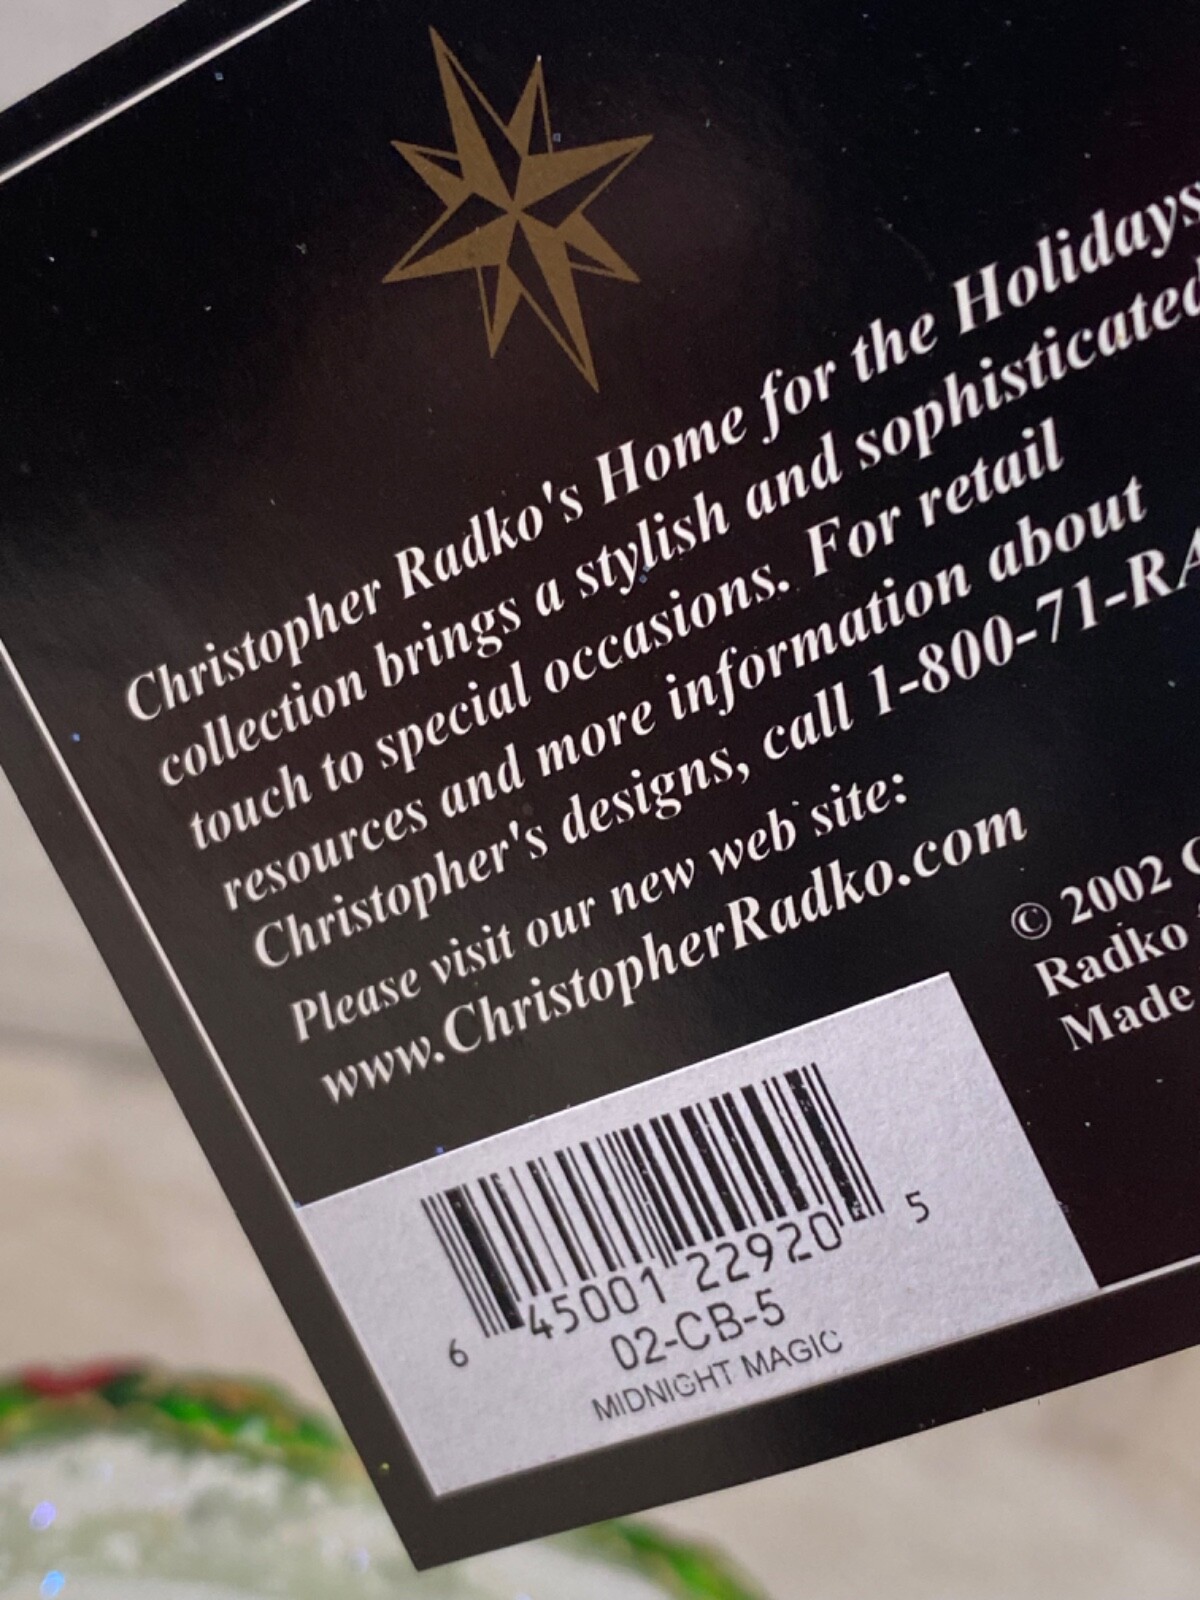 Christopher Radko's Home for the Holidays
collection brings a stylish and sophisticated
touch to special occasions. For retail
resources and more information about
Christopher's designs, call 1-800-71-RA
Please visit our new web site:
www.ChristopherRadko.com
© 2002 C
Radko
Made
6 45001 22920 5
02-CB-5
MIDNIGHT MAGIC